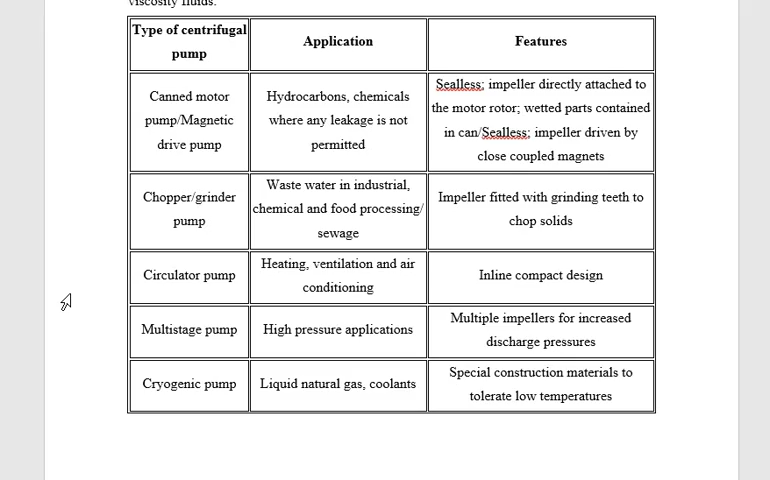 viscosity fluids.
Type of centrifugal
pump
Application
Features
Canned motor
pump/Magnetic
drive pump
Hydrocarbons, chemicals
where any leakage is not
permitted
Sealless; impeller directly attached to
the motor rotor; wetted parts contained
in can/Sealless; impeller driven by
close coupled magnets
Chopper/grinder
pump
Waste water in industrial,
chemical and food processing/
sewage
Impeller fitted with grinding teeth to
chop solids
Circulator pump
Heating, ventilation and air
conditioning
Inline compact design
Multistage pump
High pressure applications
Multiple impellers for increased
discharge pressures
Cryogenic pump
Liquid natural gas, coolants
Special construction materials to
tolerate low temperatures